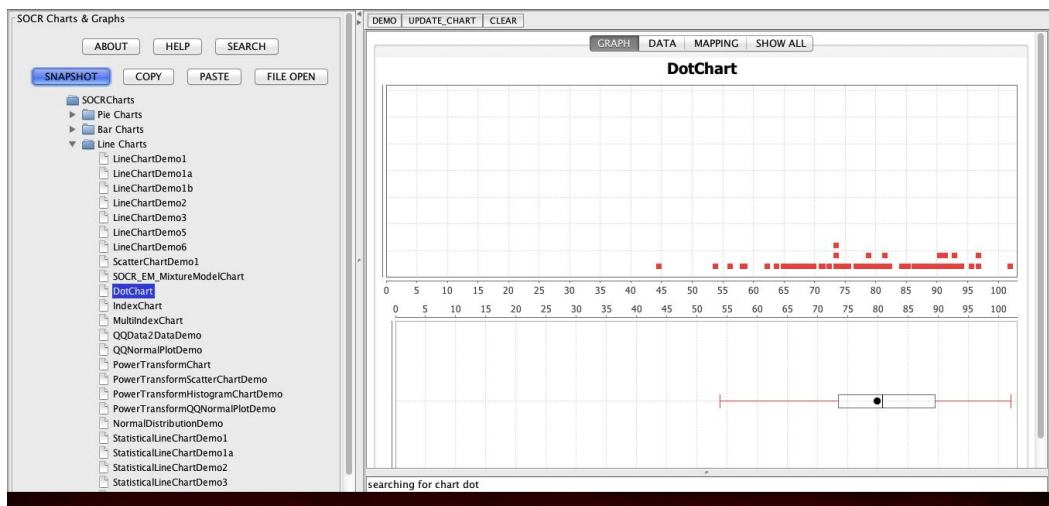 SOCR Charts & Graphs
ABOUT HELP SEARCH
SNAPSHOT COPY PASTE FILE OPEN
SOCRCharts
Pie Charts
Bar Charts
Line Charts
LineChartDemo1
LineChartDemo1a
LineChartDemo1b
LineChartDemo2
LineChartDemo3
LineChartDemo5
LineChartDemo6
ScatterChartDemo1
SOCR_EM_MixtureModelChart
DotChart
IndexChart
MultiIndexChart
QQData2DataDemo
QQNormalPlotDemo
PowerTransformChart
PowerTransformScatterChartDemo
PowerTransformHistogramChartDemo
PowerTransformQQNormalPlotDemo
NormalDistributionDemo
StatisticalLineChartDemo1
StatisticalLineChartDemo1a
StatisticalLineChartDemo2
StatisticalLineChartDemo3
DEMO UPDATE_CHART CLEAR
GRAPH DATA MAPPING SHOW ALL
DotChart
0 5 10 15 20 25 30 35 40 45 50 55 60 65 70 75 80 85 90 95 100
0 5 10 15 20 25 30 35 40 45 50 55 60 65 70 75 80 85 90 95 100
searching for chart dot